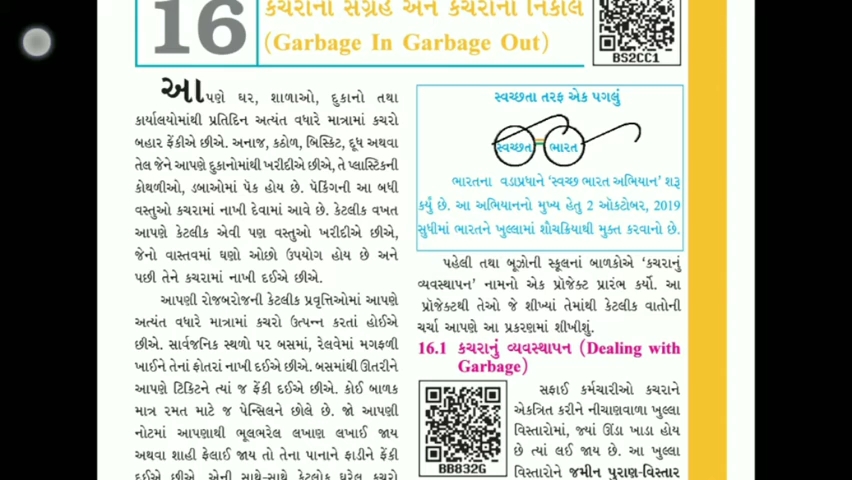 16
કચરાનો સંગ્રહ અને કચરાનો નિકાલ
(Garbage In Garbage Out)
BS2CC1
આપણે ઘર, શાળાઓ, દુકાનો તથા
કાર્યાલયોમાંથી પ્રતિદિન અત્યંત વધારે માત્રામાં કચરો
બહાર ફેંકીએ છીએ. અનાજ, કઠોળ, બિસ્કિટ, દૂધ અથવા
તેલ જેને આપણે દુકાનોમાંથી ખરીદીએ છીએ, તે પ્લાસ્ટિકની
કોથળીઓ, ડબાઓમાં પૅક હોય છે. પૅકિંગની આ બધી
વસ્તુઓ કચરામાં નાખી દેવામાં આવે છે. કેટલીક વખત
આપણે કેટલીક એવી પણ વસ્તુઓ ખરીદીએ છીએ,
જેનો વાસ્તવમાં ઘણો ઓછો ઉપયોગ હોય છે અને
પછી તેને કચરામાં નાખી દઈએ છીએ.
આપણી રોજબરોજની કેટલીક પ્રવૃત્તિઓમાં આપણે
અત્યંત વધારે માત્રામાં કચરો ઉત્પન્ન કરતાં હોઈએ
છીએ. સાર્વજનિક સ્થળો પર બસમાં, રેલવેમાં મગફળી
ખાઈને તેનાં ફોતરાં નાખી દઈએ છીએ. બસમાંથી ઊતરીને
આપણે ટિકિટને ત્યાં જ ફેંકી દઈએ છીએ. કોઈ બાળક
માત્ર રમત માટે જ પેન્સિલને છોલે છે. જો આપણી
નોટમાં આપણાથી ભૂલભરેલ લખાણ લખાઈ જાય
અથવા શાહી ફેલાઈ જાય તો તેના પાનાને ફાડીને ફેંકી
દઈએ છીએ. એની સાથે-સાથે કેટલોક ઘરેલુ કચરો
સ્વચ્છતા તરફ એક પગલું
સ્વચ્છત ભારત
ભારતના વડાપ્રધાને ‘સ્વચ્છ ભારત અભિયાન’ શરૂ
કર્યું છે. આ અભિયાનનો મુખ્ય હેતુ 2 ઑક્ટોબર, 2019
સુધીમાં ભારતને ખુલ્લામાં શૌચક્રિયાથી મુક્ત કરવાનો છે.
પહેલી તથા બૂઝોની સ્કૂલનાં બાળકોએ ‘કચરાનું
વ્યવસ્થાપન’ નામનો એક પ્રૉજેક્ટ પ્રારંભ કર્યો. આ
પ્રૉજેક્ટથી તેઓ જે શીખ્યાં તેમાંથી કેટલીક વાતોની
ચર્ચા આપણે આ પ્રકરણમાં શીખીશું.
16.1 કચરાનું વ્યવસ્થાપન (Dealing with
Garbage)
BB832G
સફાઈ કર્મચારીઓ કચરાને
એકત્રિત કરીને નીચાણવાળા ખુલ્લા
વિસ્તારોમાં, જ્યાં ઊંડા ખાડા હોય
છે ત્યાં લઈ જાય છે. આ ખુલ્લા
વિસ્તારોને જમીન પુરાણ-વિસ્તાર